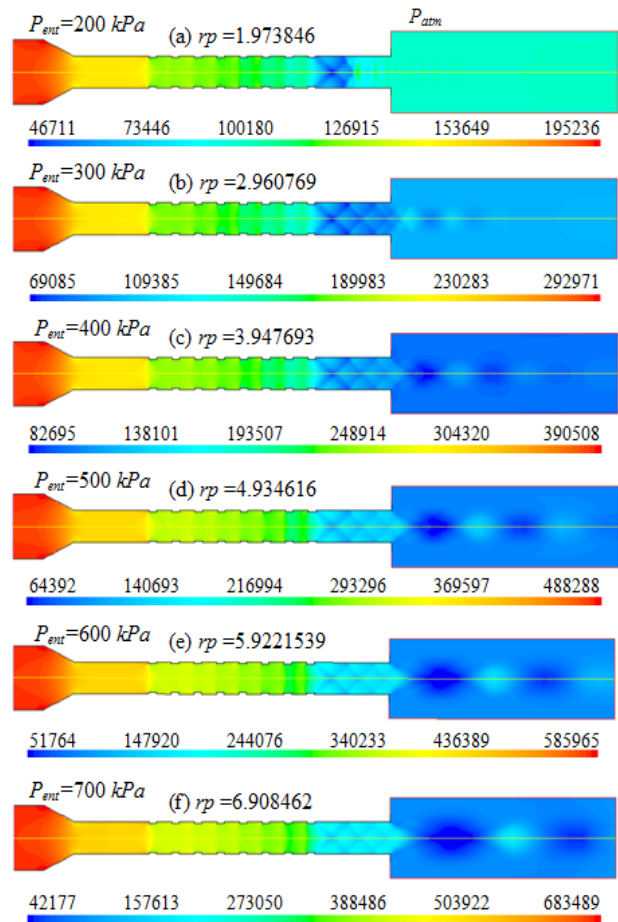 P_ent=200 kPa (a) rp =1.973846 P_atm
46711 73446 100180 126915 153649 195236
P_ent=300 kPa (b) rp =2.960769
69085 109385 149684 189983 230283 292971
P_ent=400 kPa (c) rp =3.947693
82695 138101 193507 248914 304320 390508
P_ent=500 kPa (d) rp =4.934616
64392 140693 216994 293296 369597 488288
P_ent=600 kPa (e) rp =5.9221539
51764 147920 244076 340233 436389 585965
P_ent=700 kPa (f) rp =6.908462
42177 157613 273050 388486 503922 683489